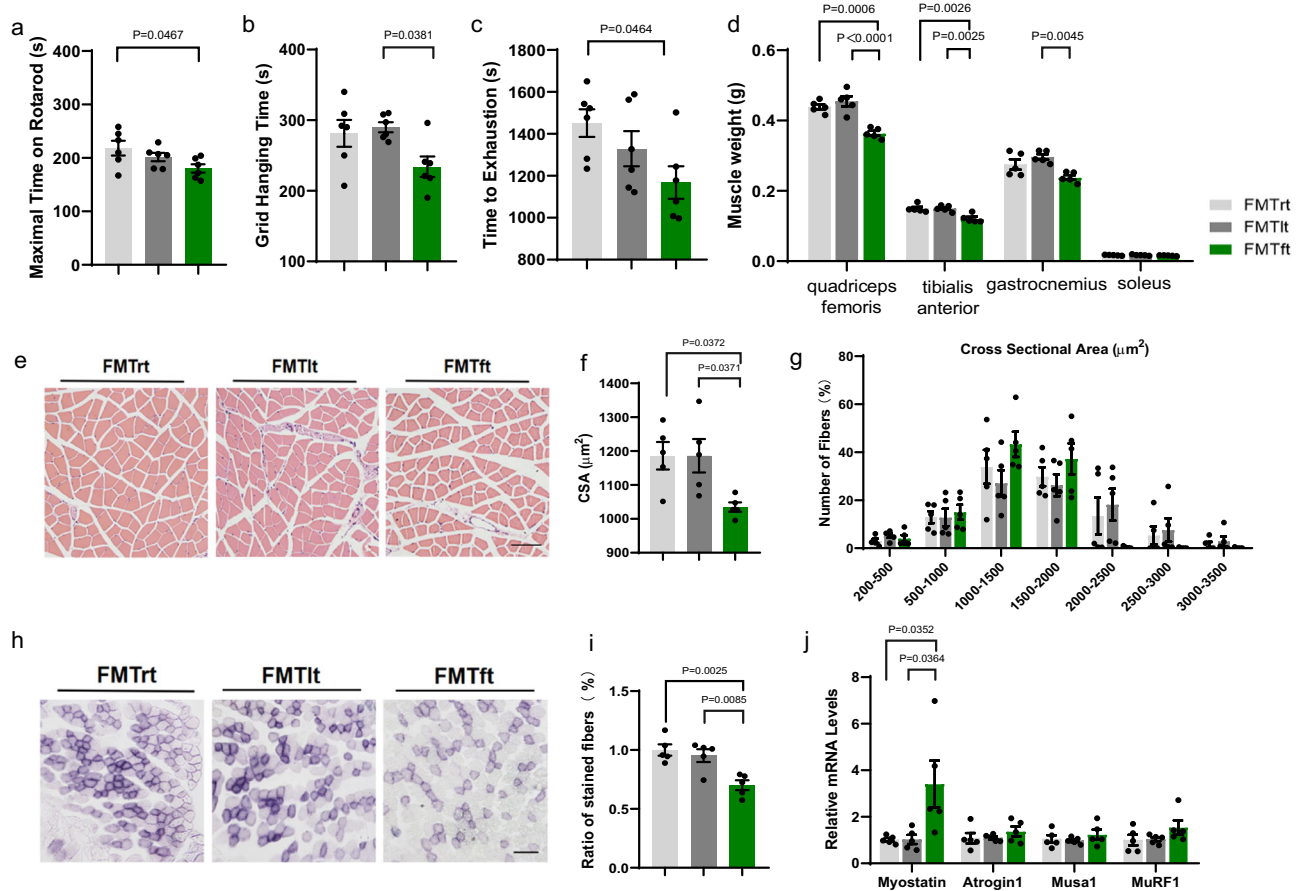 a
Maximal Time on Rotarod (s)
400
300
200
100
0
P=0.0467
b
Grid Hanging Time (s)
400
300
200
100
P=0.0381
c
Time to Exhaustion (s)
1800
1600
1400
1200
1000
800
P=0.0464
d
Muscle weight (g)
0.6
0.4
0.2
0.0
P=0.0006
P<0.0001
P=0.0026
P=0.0025
P=0.0045
quadriceps
femoris
tibialis
anterior
gastrocnemius
soleus
FMTrt
FMTlt
FMTft
e
FMTrt
FMTlt
FMTft
f
CSA (μm²)
1400
1300
1200
1100
1000
900
P=0.0372
P=0.0371
g
Cross Sectional Area (μm²)
Number of Fibers (%)
80
60
40
20
0
200-500
500-1000
1000-1500
1500-2000
2000-2500
2500-3000
3000-3500
h
FMTrt
FMTlt
FMTft
i
Ratio of stained fibers ( %)
1.5
1.0
0.5
0.0
P=0.0025
P=0.0085
j
Relative mRNA Levels
8
6
4
2
0
P=0.0352
P=0.0364
Myostatin
Atrogin1
Musa1
MuRF1